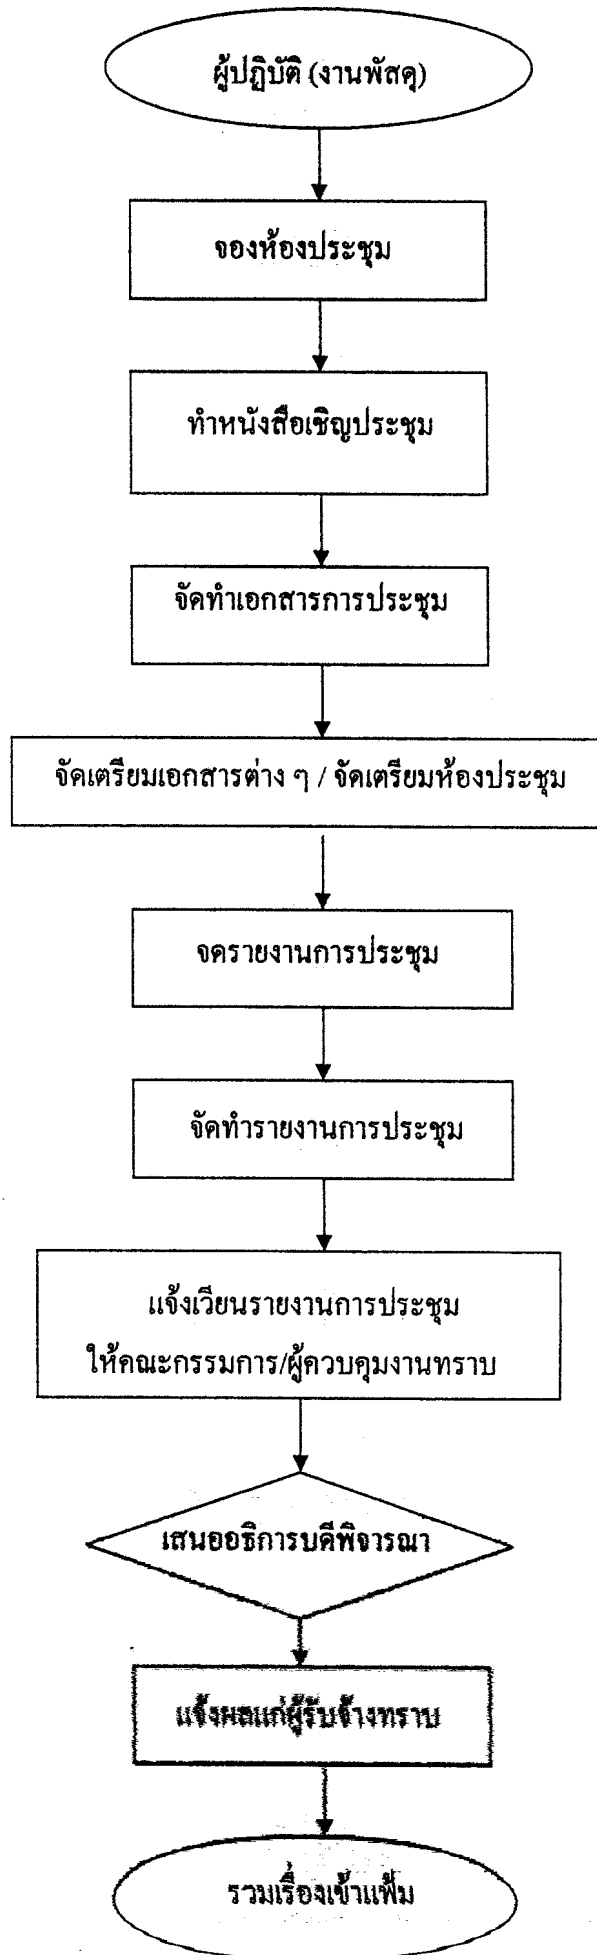 ผู้ปฏิบัติ (งานพัสดุ)
จองห้องประชุม
ทำหนังสือเชิญประชุม
จัดทำเอกสารการประชุม
จัดเตรียมเอกสารต่าง ๆ / จัดเตรียมห้องประชุม
จดรายงานการประชุม
จัดทำรายงานการประชุม
แจ้งเวียนรายงานการประชุม
ให้คณะกรรมการ/ผู้ควบคุมงานทราบ
เสนออธิการบดีพิจารณา
แจ้งผลแก่ผู้รับจ้างทราบ
รวมเรื่องเข้าแฟ้ม